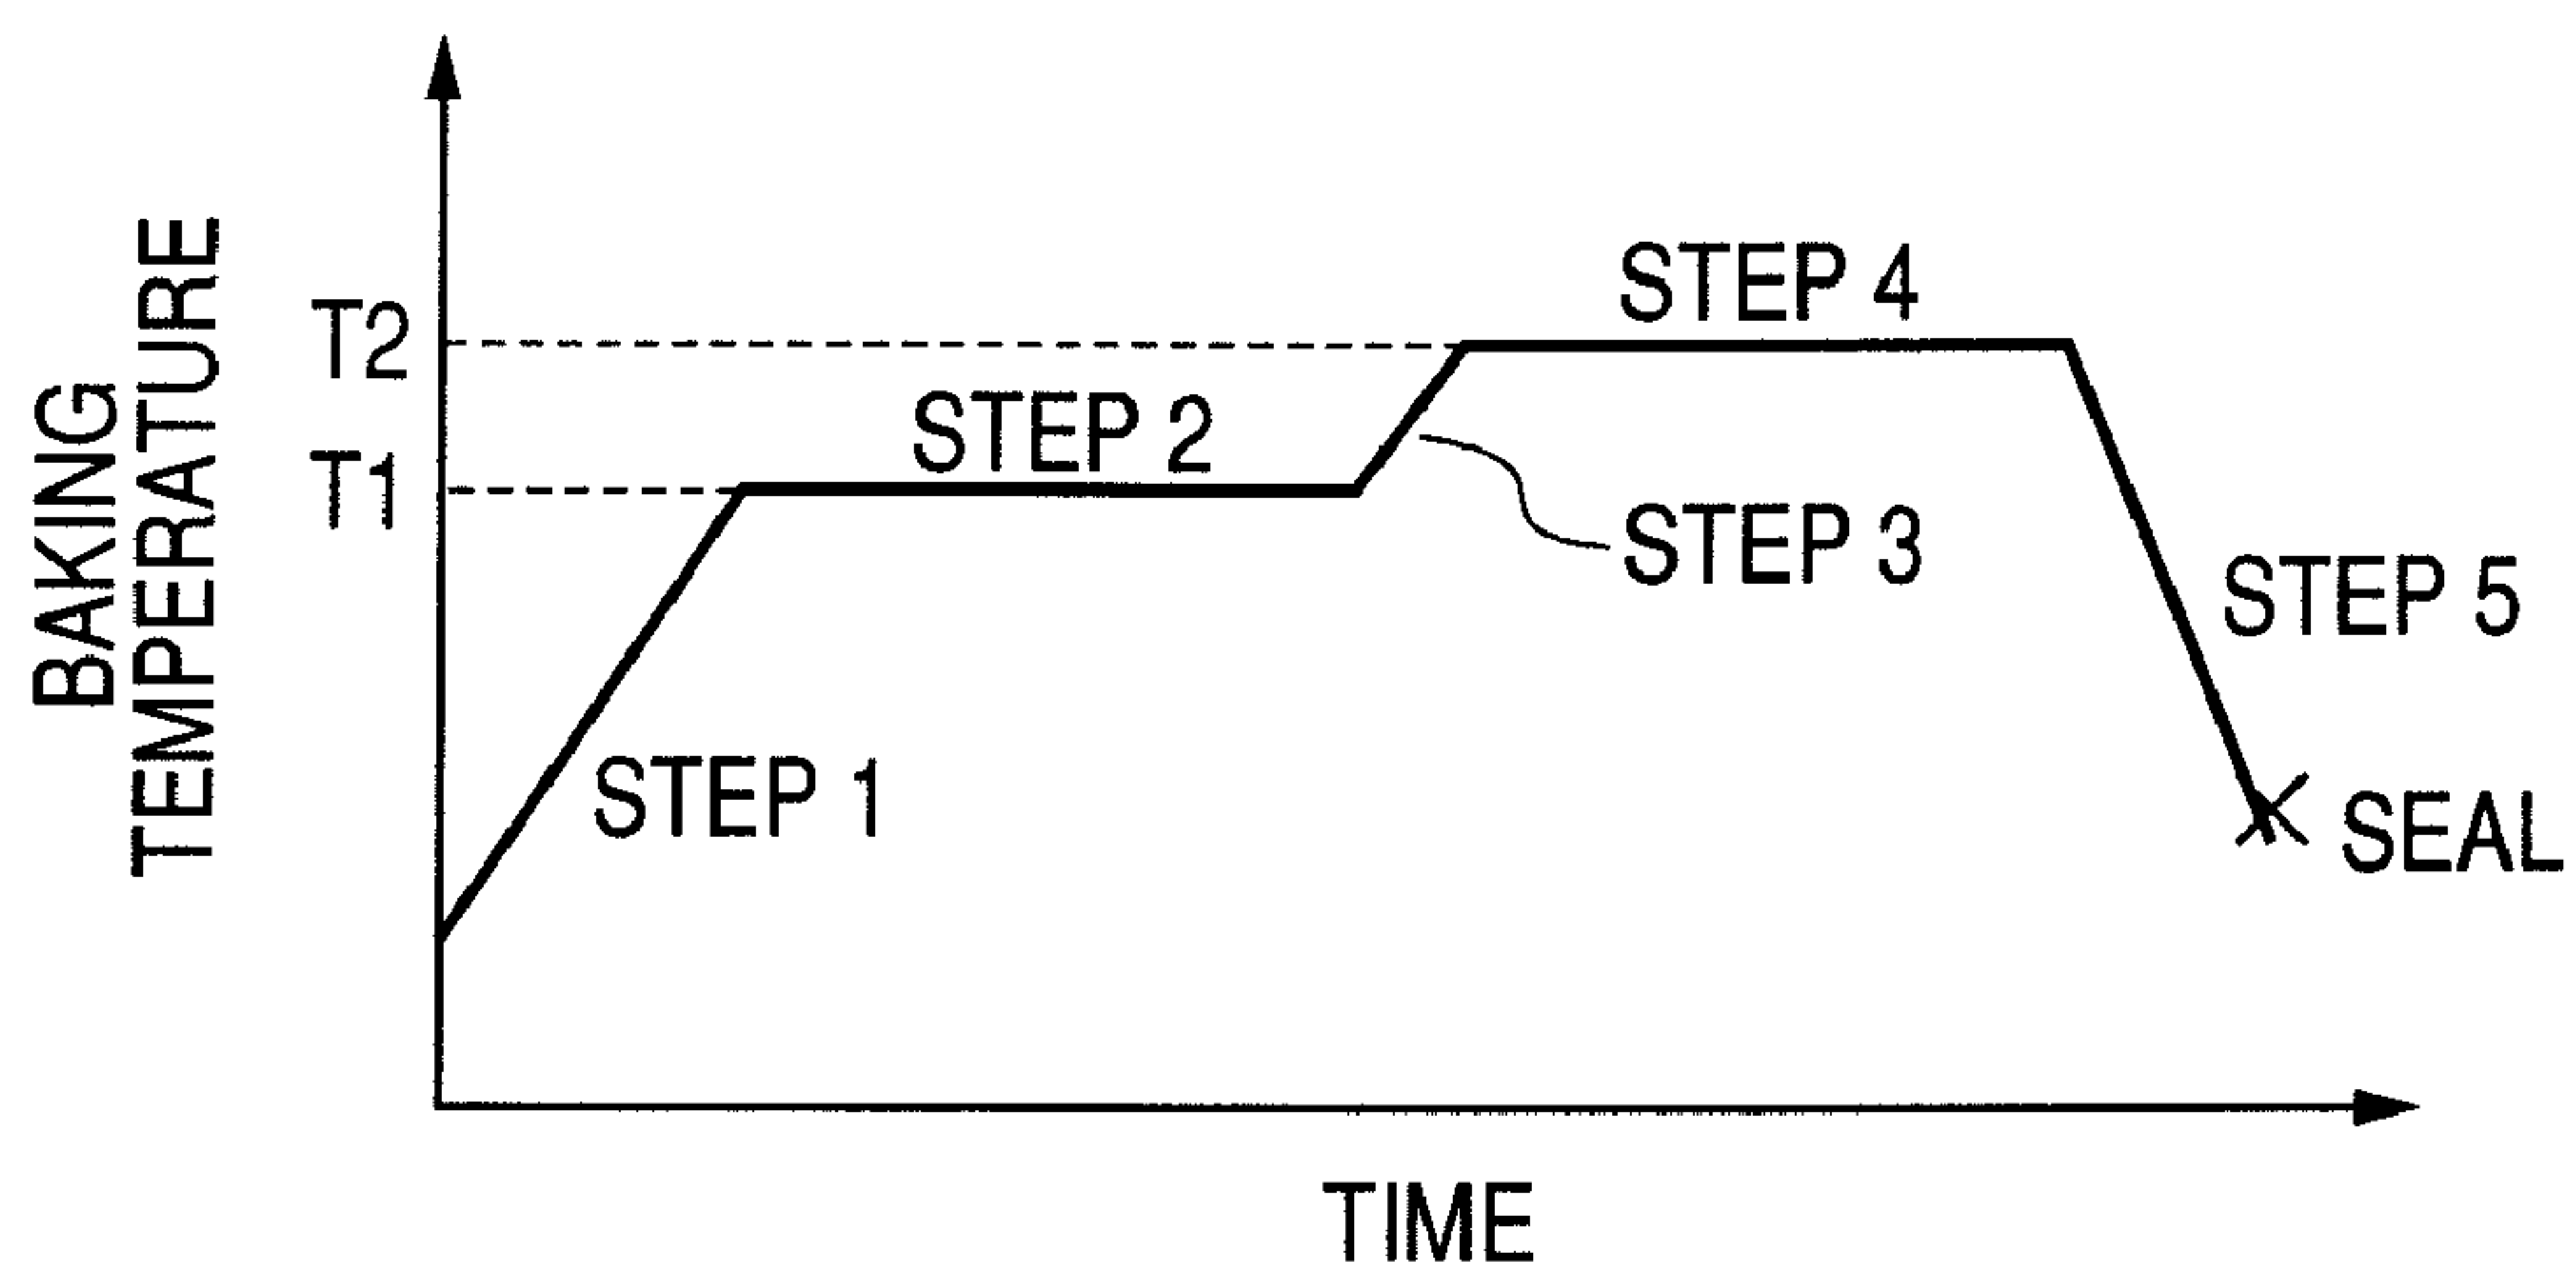 BAKING
TEMPERATURE
T2
T1
STEP 1
STEP 2
STEP 3
STEP 4
STEP 5
SEAL
TIME